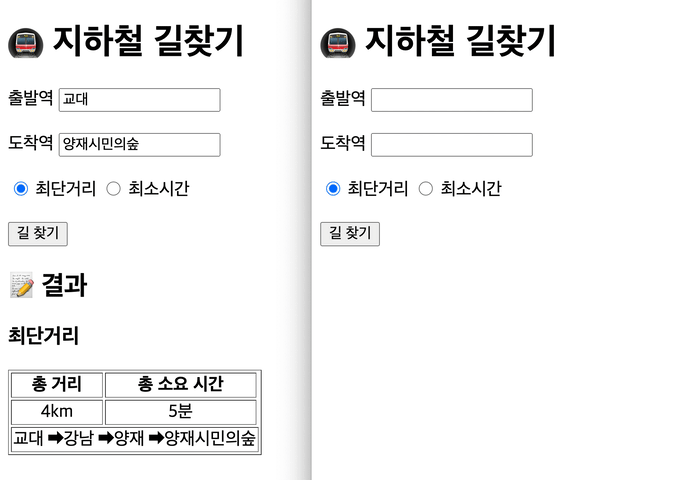 지하철 길찾기
출발역 교대
도착역 양재시민의숲
최단거리 최소시간
길 찾기
결과
최단거리
총 거리 총 소요 시간
4km 5분
교대 ➡강남 ➡양재 ➡양재시민의숲
지하철 길찾기
출발역
도착역
최단거리 최소시간
길 찾기